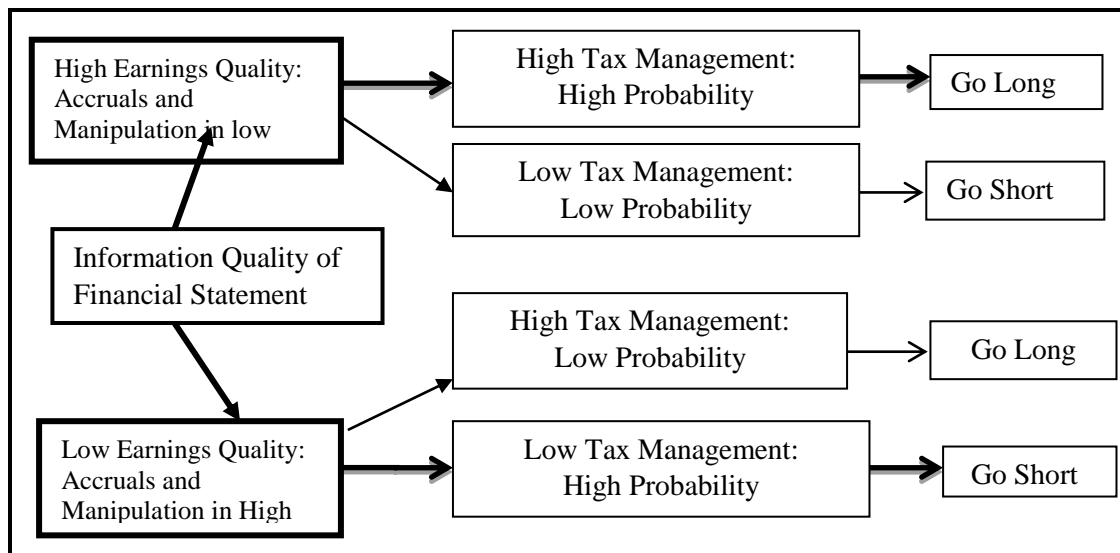 High Earnings Quality:
Accruals and
Manipulation in low
High Tax Management:
High Probability
Go Long
Low Tax Management:
Low Probability
Go Short
Information Quality of
Financial Statement
High Tax Management:
Low Probability
Go Long
Low Earnings Quality:
Accruals and
Manipulation in High
Low Tax Management:
High Probability
Go Short